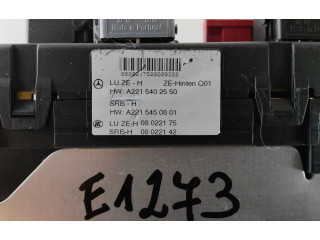 LU ZE - H ZE-Hinten Q01
HW: A221 540 25 50
SRB - H
HW: A221 545 08 01
LU ZE-H 08 0221 75
SRB-H 08 0221 42
E1273